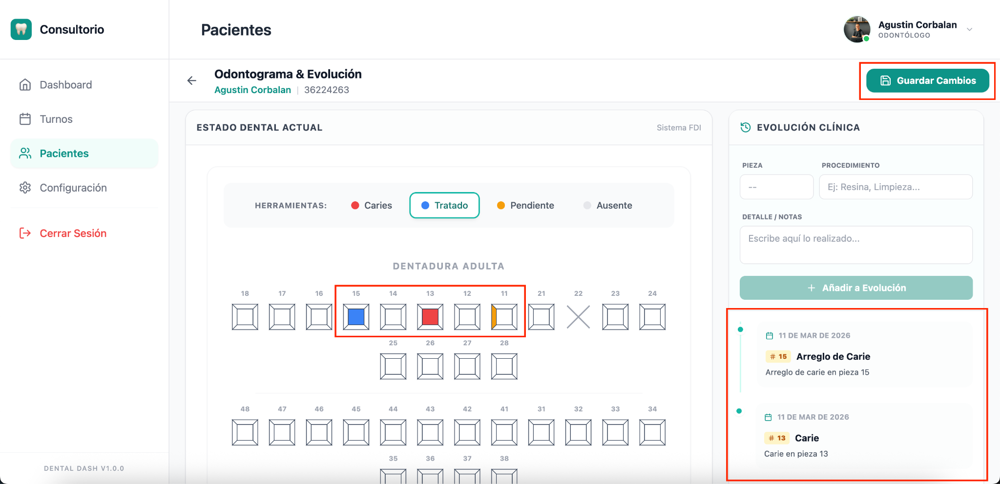 Consultorio
Dashboard
Turnos
Pacientes
Configuración
Cerrar Sesión
DENTAL DASH V1.0.0
Pacientes
Agustin Corbalan
ODONTÓLOGO
Odontograma & Evolución
Agustin Corbalan | 36224263
Guardar Cambios
ESTADO DENTAL ACTUAL
Sistema FDI
HERRAMIENTAS:
Caries
Tratado
Pendiente
Ausente
DENTADURA ADULTA
18 17 16 15 14 13 12 11 21 22 23 24
25 26 27 28
48 47 46 45 44 43 42 41 31 32 33 34
35 36 37 38
EVOLUCIÓN CLÍNICA
PIEZA
--
PROCEDIMIENTO
Ej: Resina, Limpieza...
DETALLE / NOTAS
Escribe aquí lo realizado...
+ Añadir a Evolución
11 DE MAR DE 2026
# 15 Arreglo de Carie
Arreglo de carie en pieza 15
11 DE MAR DE 2026
# 13 Carie
Carie en pieza 13